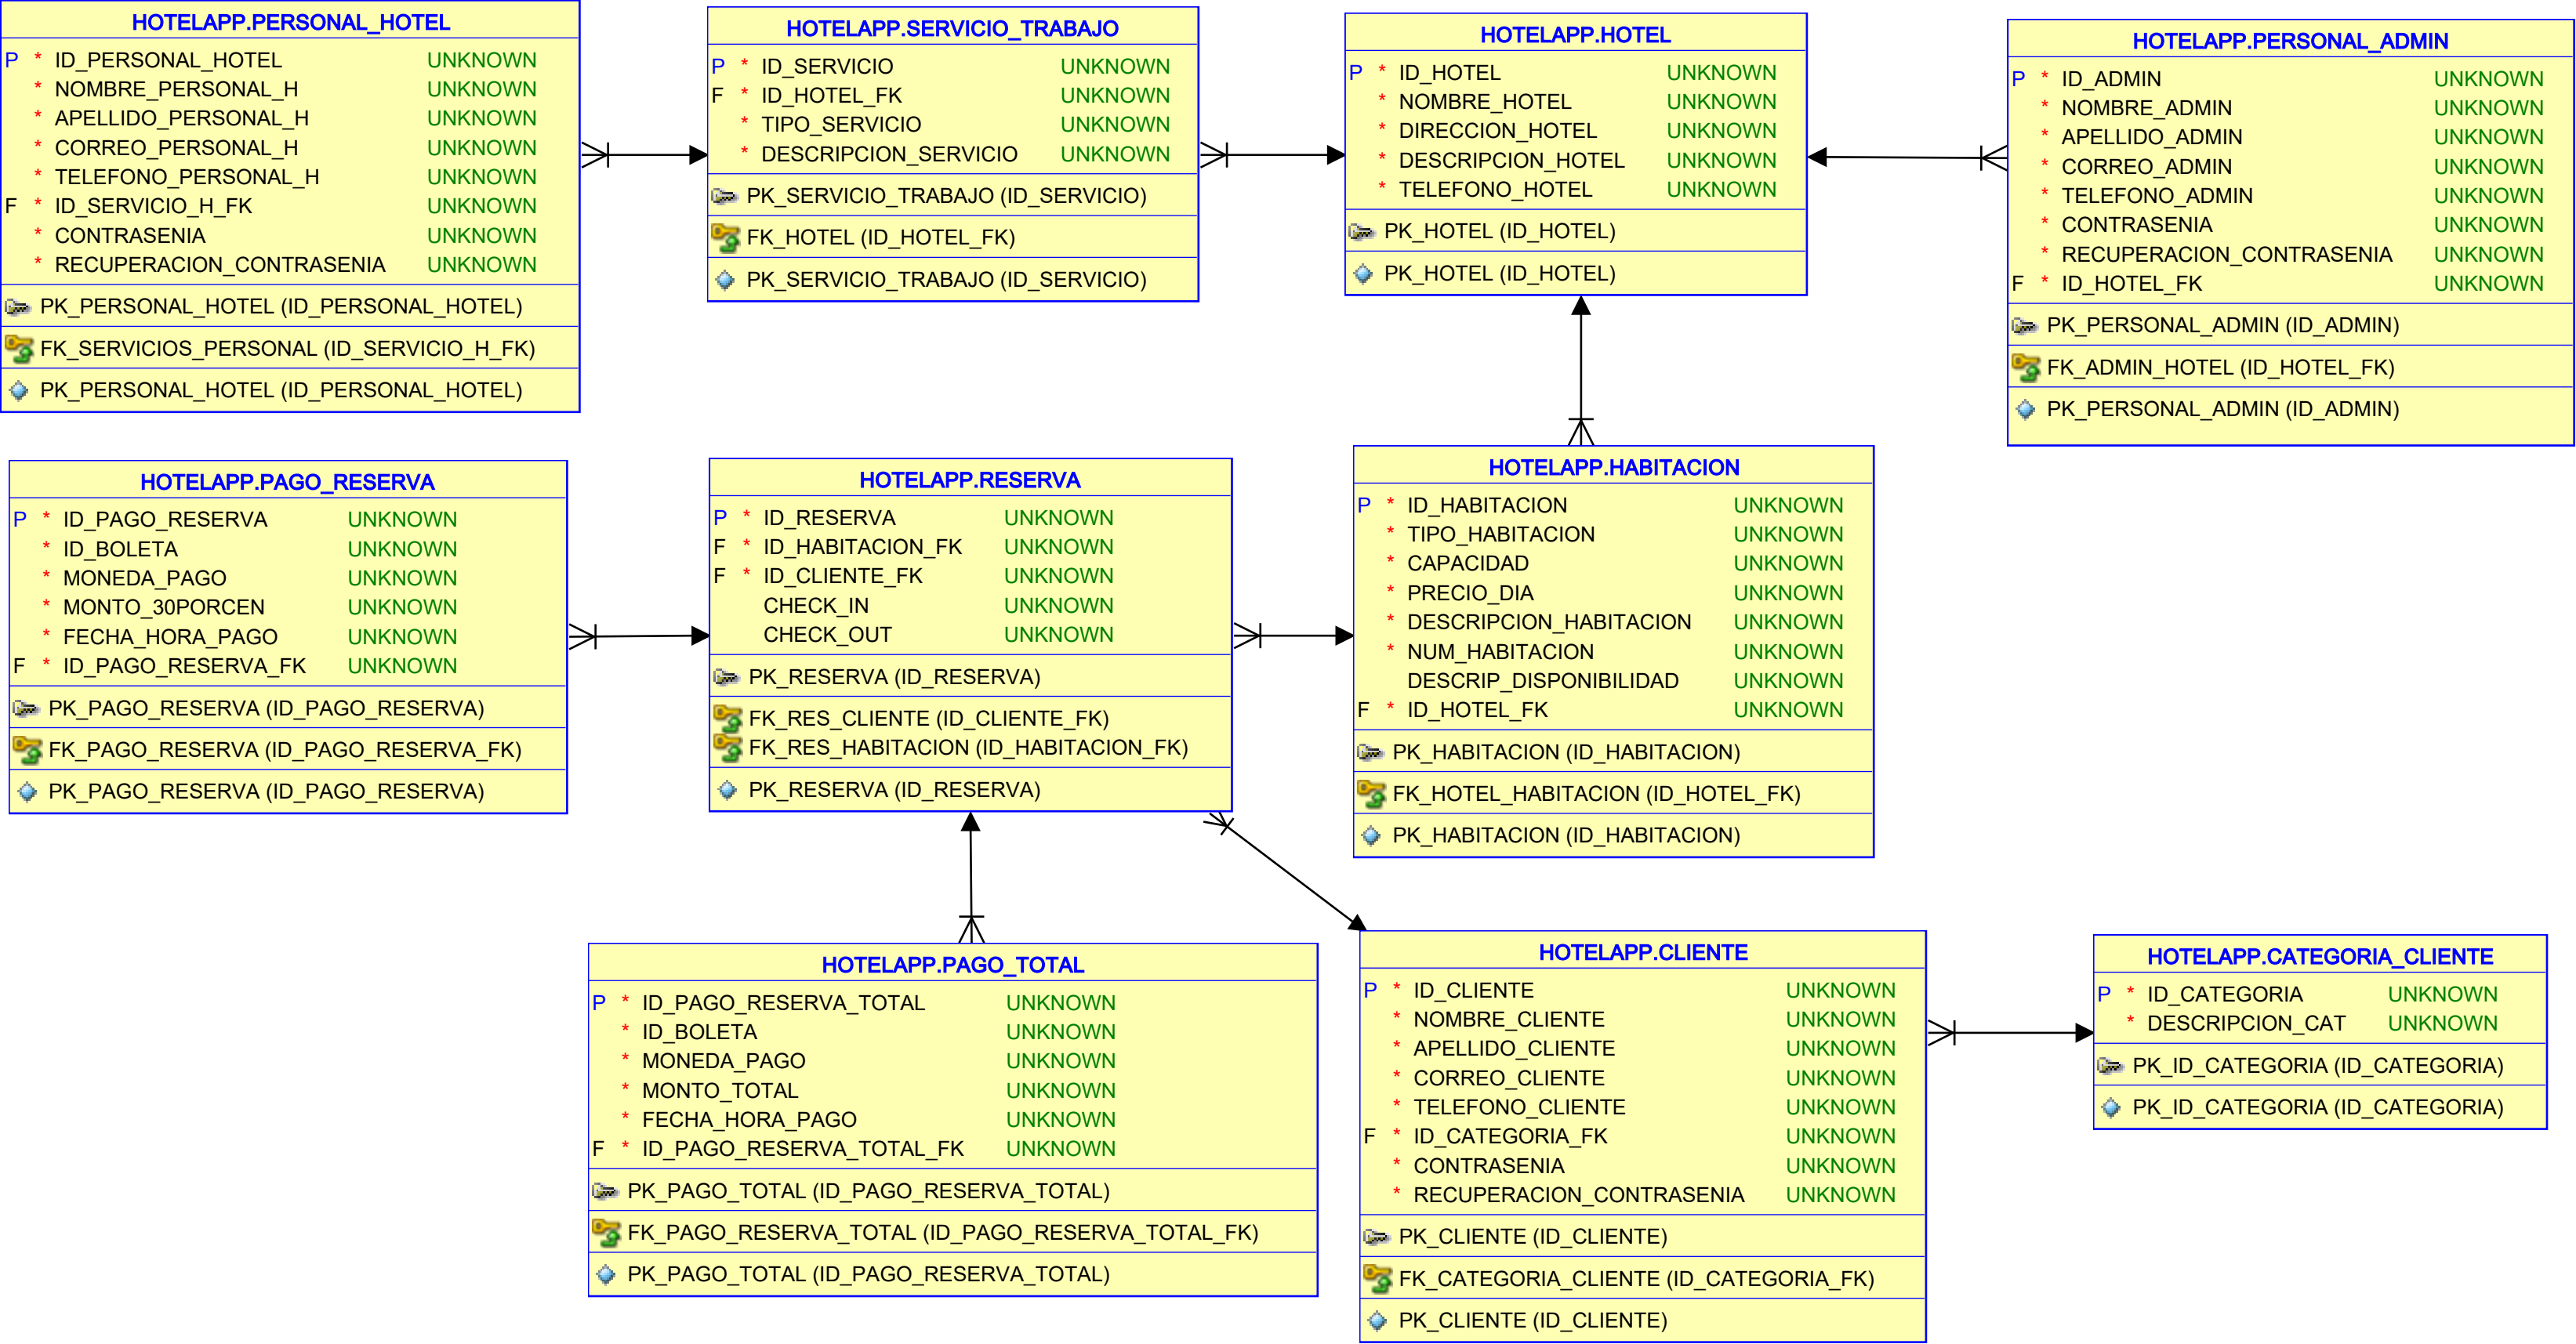 HOTELAPP.PERSONAL_HOTEL
P * ID_PERSONAL_HOTEL UNKNOWN
* NOMBRE_PERSONAL_H UNKNOWN
* APELLIDO_PERSONAL_H UNKNOWN
* CORREO_PERSONAL_H UNKNOWN
* TELEFONO_PERSONAL_H UNKNOWN
F * ID_SERVICIO_H_FK UNKNOWN
* CONTRASENIA UNKNOWN
* RECUPERACION_CONTRASENIA UNKNOWN
PK_PERSONAL_HOTEL (ID_PERSONAL_HOTEL)
FK_SERVICIOS_PERSONAL (ID_SERVICIO_H_FK)
PK_PERSONAL_HOTEL (ID_PERSONAL_HOTEL)
HOTELAPP.SERVICIO_TRABAJO
P * ID_SERVICIO UNKNOWN
F * ID_HOTEL_FK UNKNOWN
* TIPO_SERVICIO UNKNOWN
* DESCRIPCION_SERVICIO UNKNOWN
PK_SERVICIO_TRABAJO (ID_SERVICIO)
FK_HOTEL (ID_HOTEL_FK)
PK_SERVICIO_TRABAJO (ID_SERVICIO)
HOTELAPP.HOTEL
P * ID_HOTEL UNKNOWN
* NOMBRE_HOTEL UNKNOWN
* DIRECCION_HOTEL UNKNOWN
* DESCRIPCION_HOTEL UNKNOWN
* TELEFONO_HOTEL UNKNOWN
PK_HOTEL (ID_HOTEL)
PK_HOTEL (ID_HOTEL)
HOTELAPP.PERSONAL_ADMIN
P * ID_ADMIN UNKNOWN
* NOMBRE_ADMIN UNKNOWN
* APELLIDO_ADMIN UNKNOWN
* CORREO_ADMIN UNKNOWN
* TELEFONO_ADMIN UNKNOWN
* CONTRASENIA UNKNOWN
* RECUPERACION_CONTRASENIA UNKNOWN
F * ID_HOTEL_FK UNKNOWN
PK_PERSONAL_ADMIN (ID_ADMIN)
FK_ADMIN_HOTEL (ID_HOTEL_FK)
PK_PERSONAL_ADMIN (ID_ADMIN)
HOTELAPP.PAGO_RESERVA
P * ID_PAGO_RESERVA UNKNOWN
* ID_BOLETA UNKNOWN
* MONEDA_PAGO UNKNOWN
* MONTO_30PORCEN UNKNOWN
* FECHA_HORA_PAGO UNKNOWN
F * ID_PAGO_RESERVA_FK UNKNOWN
PK_PAGO_RESERVA (ID_PAGO_RESERVA)
FK_PAGO_RESERVA (ID_PAGO_RESERVA_FK)
PK_PAGO_RESERVA (ID_PAGO_RESERVA)
HOTELAPP.RESERVA
P * ID_RESERVA UNKNOWN
F * ID_HABITACION_FK UNKNOWN
F * ID_CLIENTE_FK UNKNOWN
CHECK_IN UNKNOWN
CHECK_OUT UNKNOWN
PK_RESERVA (ID_RESERVA)
FK_RES_CLIENTE (ID_CLIENTE_FK)
FK_RES_HABITACION (ID_HABITACION_FK)
PK_RESERVA (ID_RESERVA)
HOTELAPP.HABITACION
P * ID_HABITACION UNKNOWN
* TIPO_HABITACION UNKNOWN
* CAPACIDAD UNKNOWN
* PRECIO_DIA UNKNOWN
* DESCRIPCION_HABITACION UNKNOWN
* NUM_HABITACION UNKNOWN
DESCRIP_DISPONIBILIDAD UNKNOWN
F * ID_HOTEL_FK UNKNOWN
PK_HABITACION (ID_HABITACION)
FK_HOTEL_HABITACION (ID_HOTEL_FK)
PK_HABITACION (ID_HABITACION)
HOTELAPP.PAGO_TOTAL
P * ID_PAGO_RESERVA_TOTAL UNKNOWN
* ID_BOLETA UNKNOWN
* MONEDA_PAGO UNKNOWN
* MONTO_TOTAL UNKNOWN
* FECHA_HORA_PAGO UNKNOWN
F * ID_PAGO_RESERVA_TOTAL_FK UNKNOWN
PK_PAGO_TOTAL (ID_PAGO_RESERVA_TOTAL)
FK_PAGO_RESERVA_TOTAL (ID_PAGO_RESERVA_TOTAL_FK)
PK_PAGO_TOTAL (ID_PAGO_RESERVA_TOTAL)
HOTELAPP.CLIENTE
P * ID_CLIENTE UNKNOWN
* NOMBRE_CLIENTE UNKNOWN
* APELLIDO_CLIENTE UNKNOWN
* CORREO_CLIENTE UNKNOWN
* TELEFONO_CLIENTE UNKNOWN
F * ID_CATEGORIA_FK UNKNOWN
* CONTRASENIA UNKNOWN
* RECUPERACION_CONTRASENIA UNKNOWN
PK_CLIENTE (ID_CLIENTE)
FK_CATEGORIA_CLIENTE (ID_CATEGORIA_FK)
PK_CLIENTE (ID_CLIENTE)
HOTELAPP.CATEGORIA_CLIENTE
P * ID_CATEGORIA UNKNOWN
* DESCRIPCION_CAT UNKNOWN
PK_ID_CATEGORIA (ID_CATEGORIA)
PK_ID_CATEGORIA (ID_CATEGORIA)